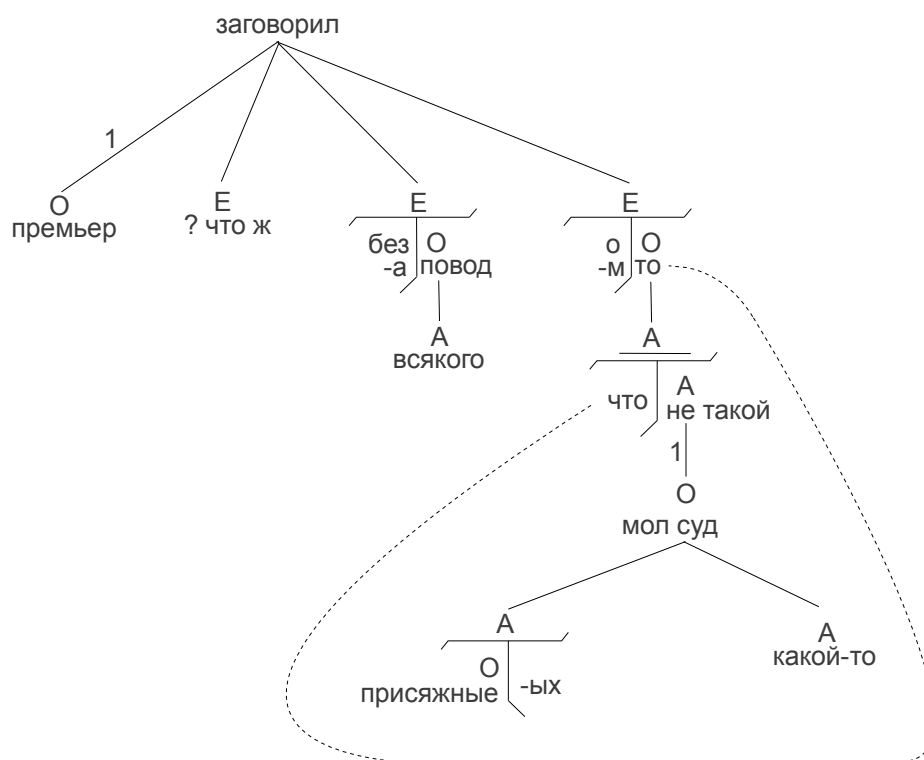 заговорил
1
О
премьер
Е
? что ж
Е
без О
-а повод
А
всякого
Е
о О
-м то
А
что А
не такой
1
О
мол суд
А
О
присяжные -ых
А
какой-то